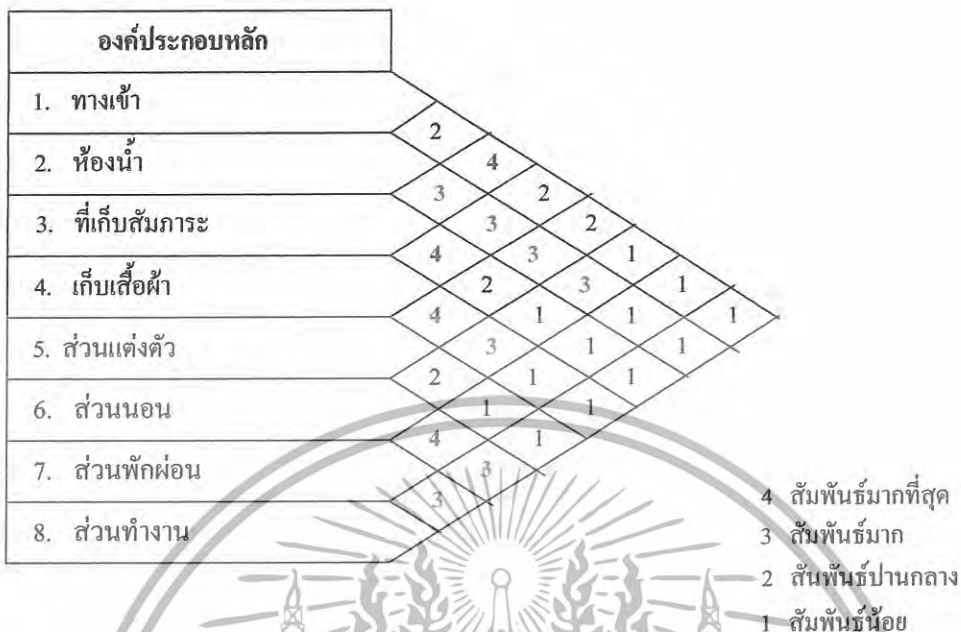 องค์ประกอบหลัก
1. ทางเข้า
2
2. ห้องน้ำ 4
3 2
3. ที่เก็บสัมภาระ 3 2
4 3 1
4. เก็บเสื้อผ้า 2 3 1
4 1 1 1
5. ส่วนแต่งตัว 3 1 1
2 1 1
6. ส่วนนอน 1 1
4 1
7. ส่วนพักผ่อน 3
3
8. ส่วนทำงาน
4 สัมพันธ์มากที่สุด
3 สัมพันธ์มาก
2 สันพันธ์ปานกลาง
1 สัมพันธ์น้อย